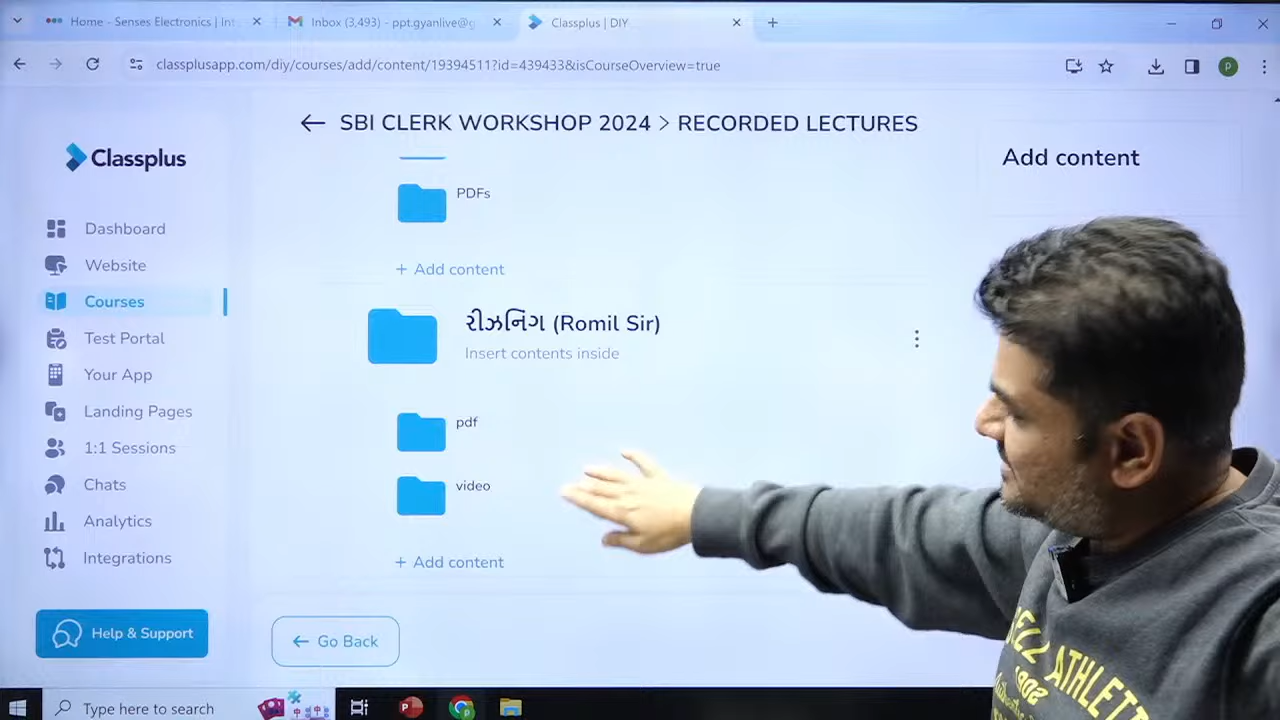 Home - Senses Electronics | Int
Inbox (3,493) - ppt.gyanlive@g
Classplus | DIY
classplusapp.com/diy/courses/add/content/19394511?id=439433&isCourseOverview=true
P
SBI CLERK WORKSHOP 2024 > RECORDED LECTURES
Add content
Classplus
Dashboard
Website
Courses
Test Portal
Your App
Landing Pages
1:1 Sessions
Chats
Analytics
Integrations
Help & Support
PDFs
+ Add content
રીઝનિંગ (Romil Sir)
Insert contents inside
pdf
video
+ Add content
Go Back
Type here to search
ATHLET